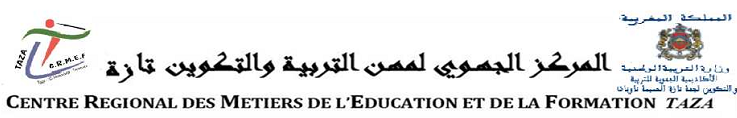 المملكة المغربية
TAZA
C.R.M.E.F
المركز الجهوي لمهن التربية والتكوين تازة
وزارة التربية الوطنية
الأكاديمية الجهوية للتربية
والتكوين لجهة تازة الحسيمة تاونات
CENTRE REGIONAL DES METIERS DE L'EDUCATION ET DE LA FORMATION TAZA